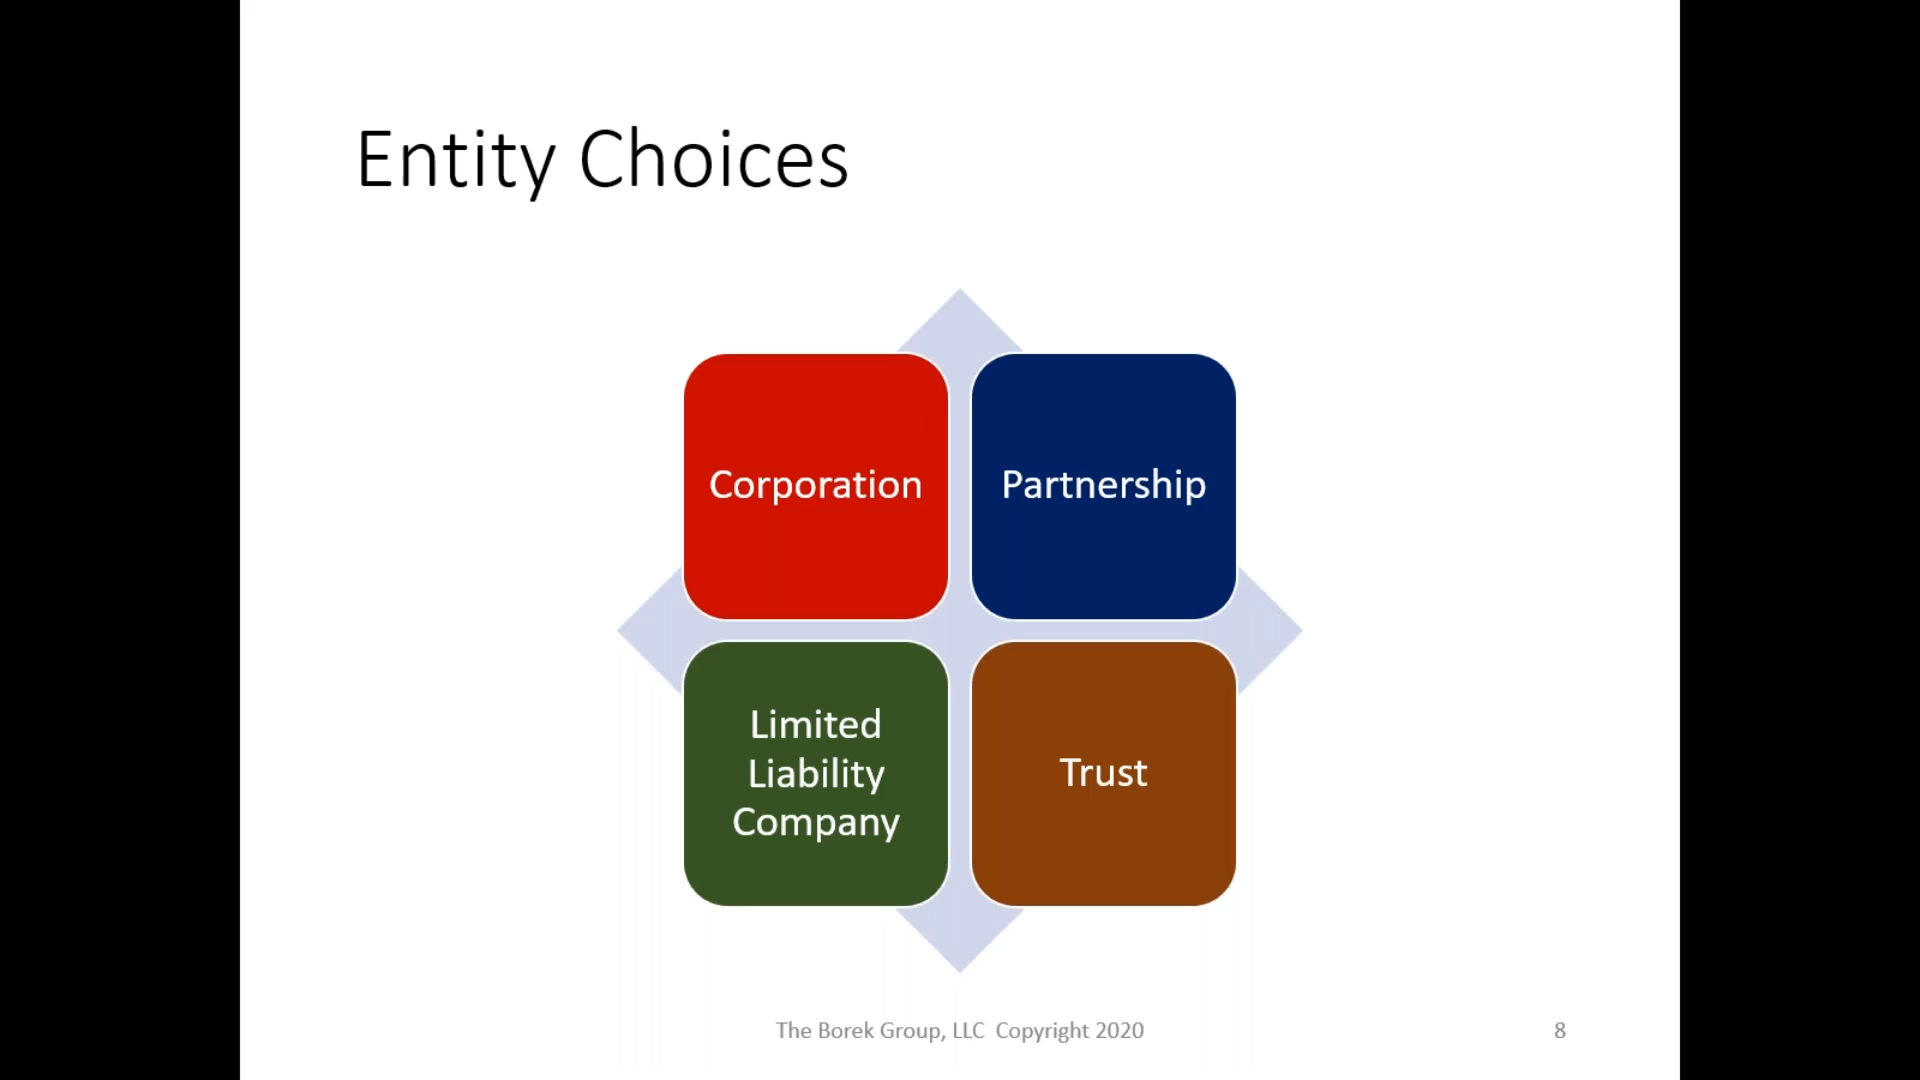 Entity Choices
Corporation
Partnership
Limited
Liability
Company
Trust
The Borek Group, LLC  Copyright 2020
8